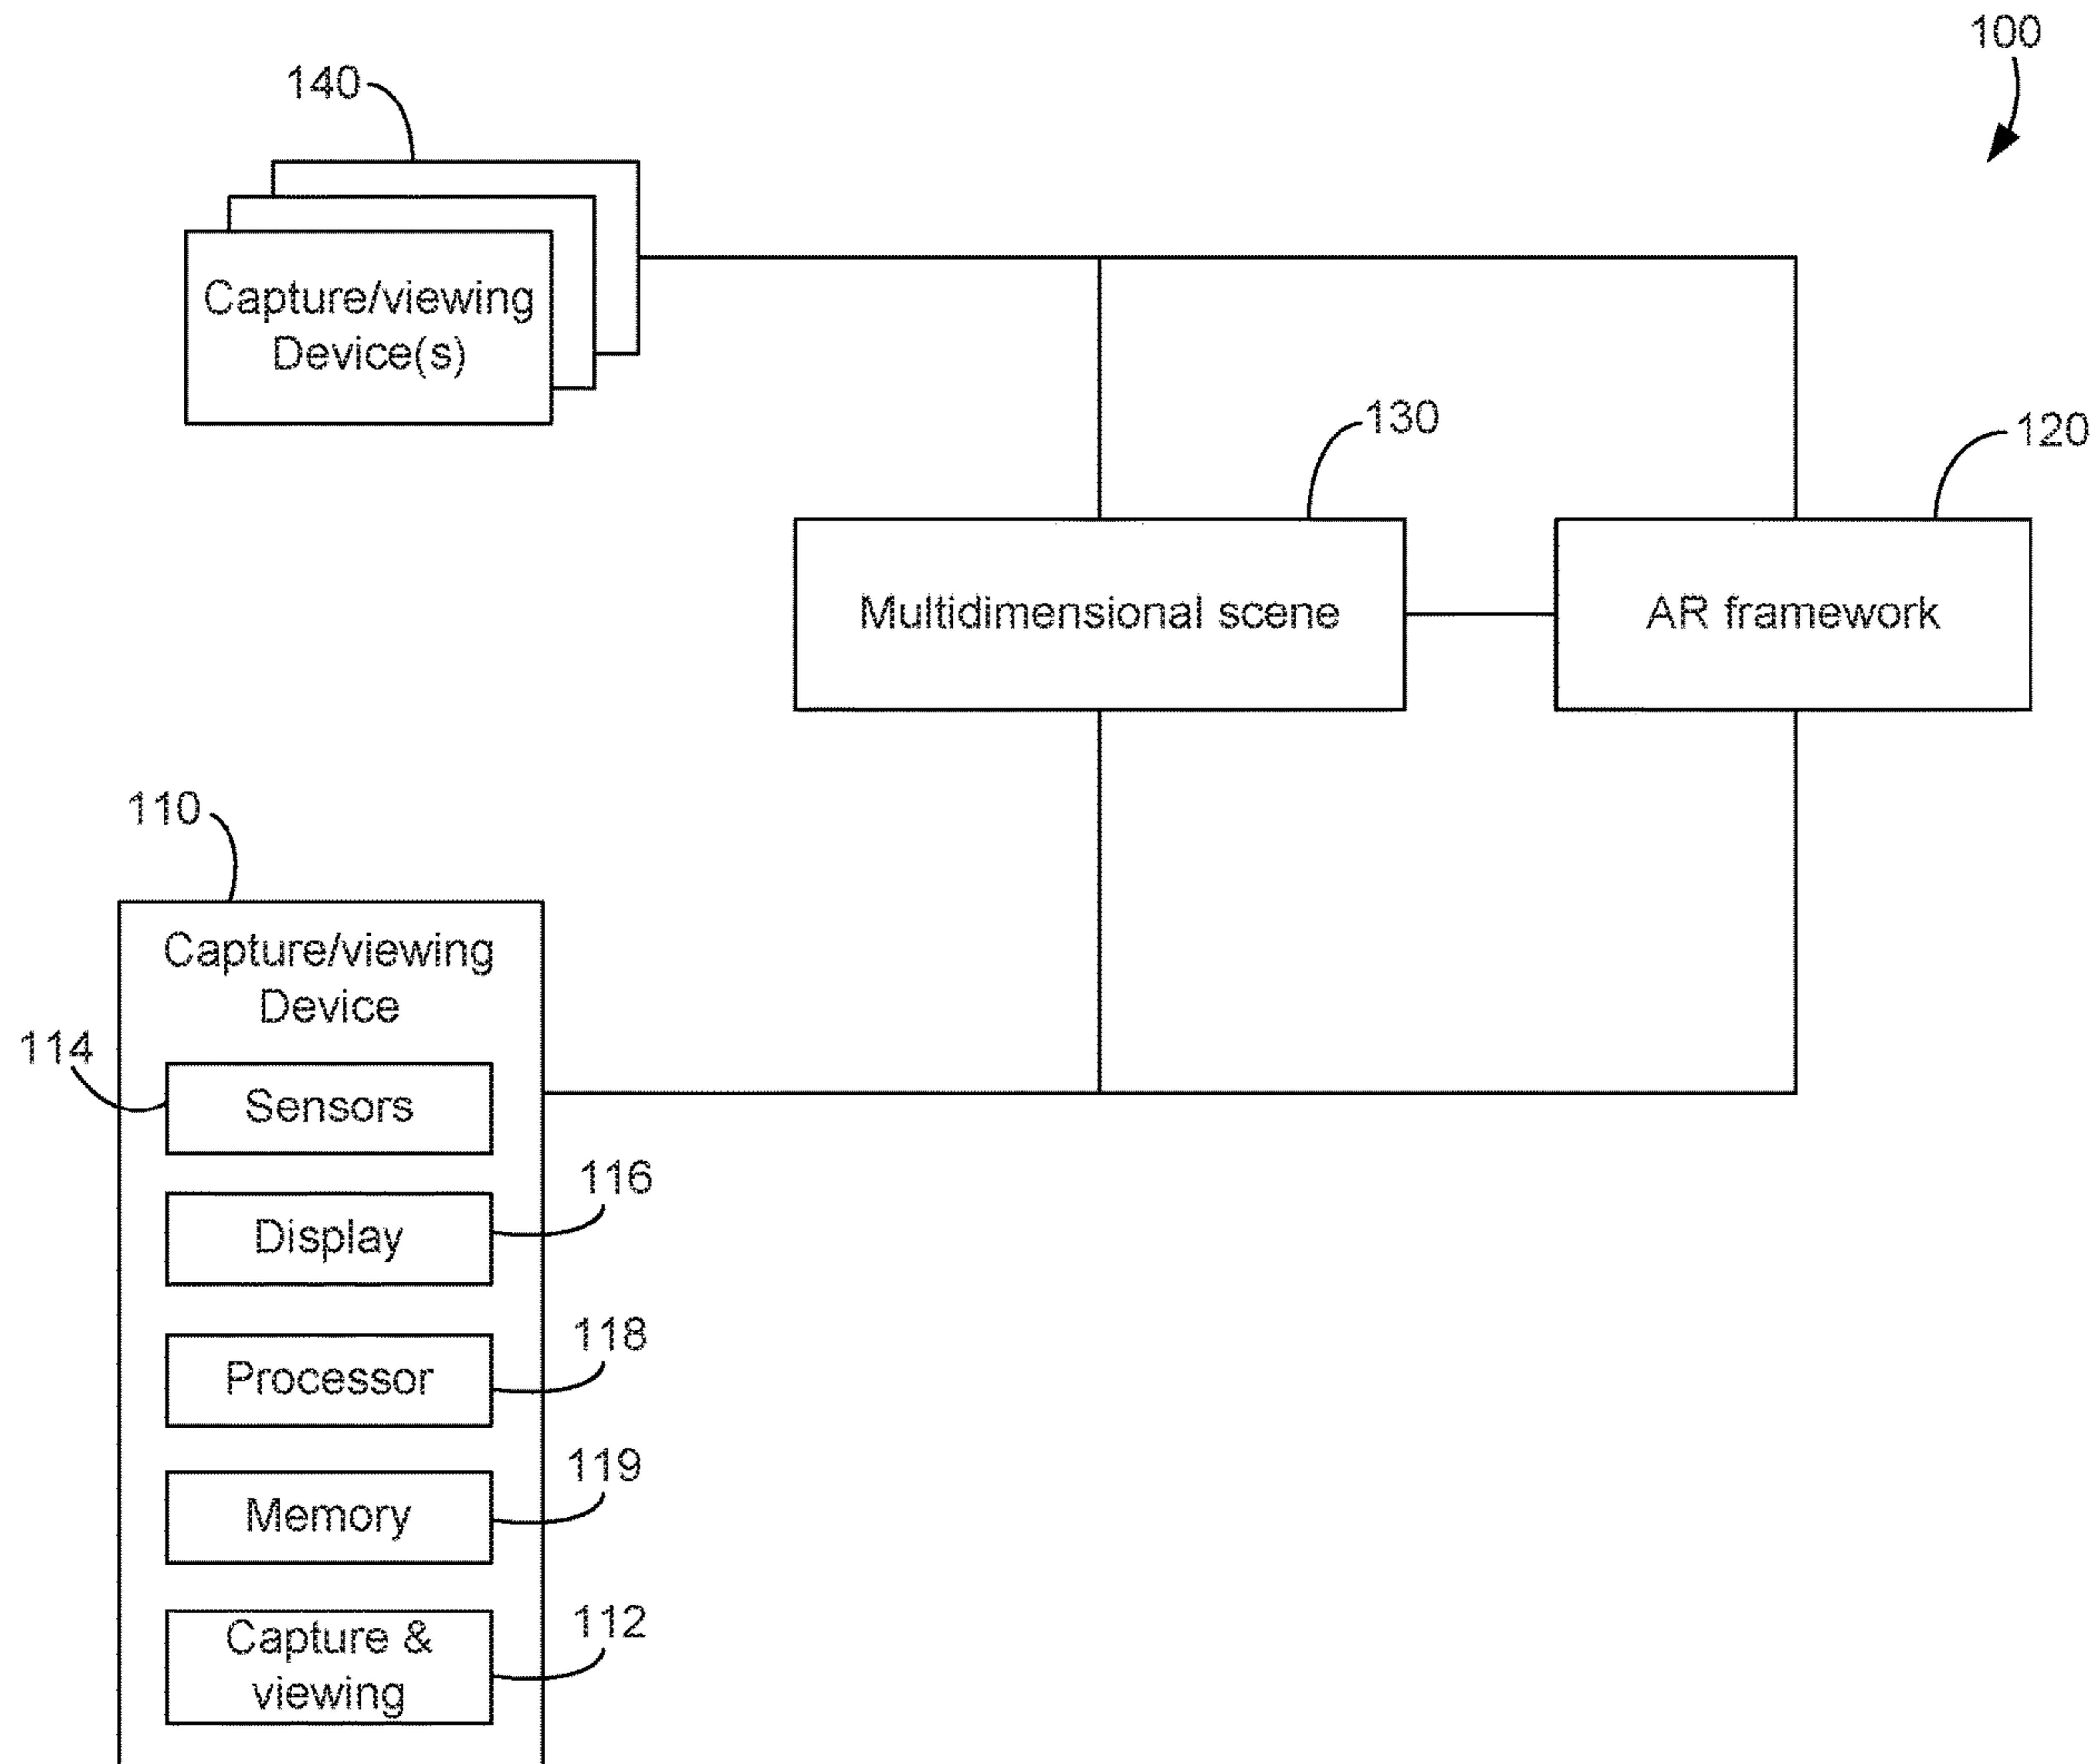 100
140
Capture/viewing
Device(s)
130
120
Multidimensional scene
AR framework
110
Capture/viewing
Device
114
Sensors
116
Display
118
Processor
119
Memory
112
Capture &
viewing